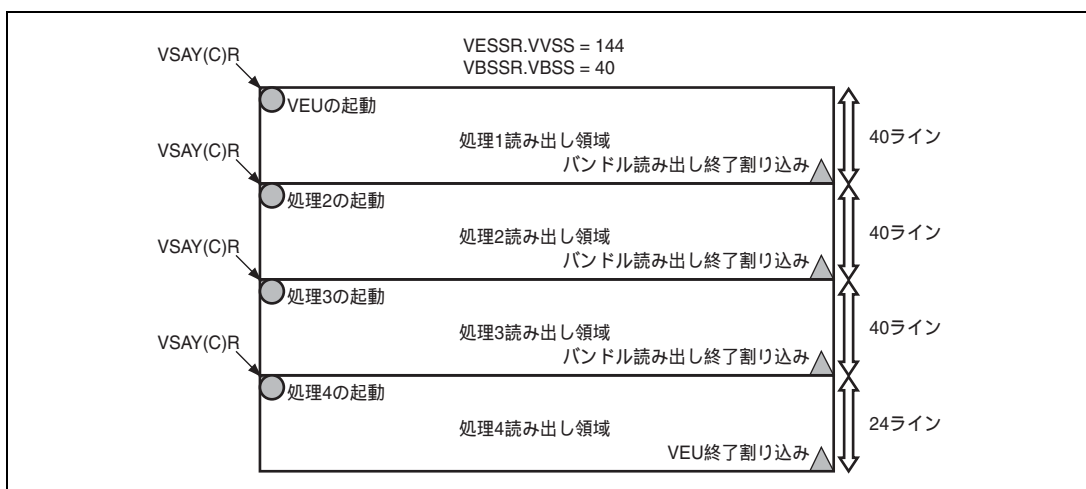 VESSR.VVSS = 144
VBSSR.VBSS = 40
VSAY(C)R
VEUの起動
処理1読み出し領域
バンドル読み出し終了割り込み
40ライン
VSAY(C)R
処理2の起動
処理2読み出し領域
バンドル読み出し終了割り込み
40ライン
VSAY(C)R
処理3の起動
処理3読み出し領域
バンドル読み出し終了割り込み
40ライン
VSAY(C)R
処理4の起動
処理4読み出し領域
VEU終了割り込み
24ライン